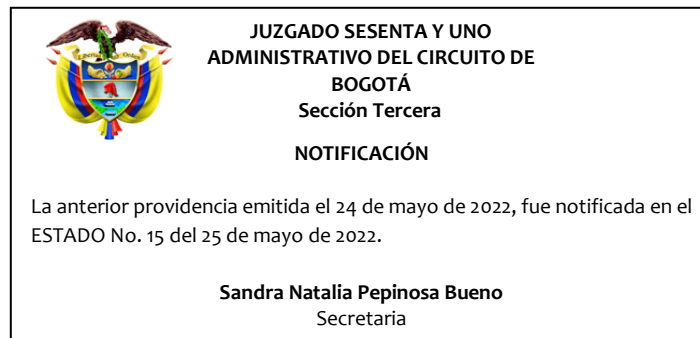 JUZGADO SESENTA Y UNO
ADMINISTRATIVO DEL CIRCUITO DE
BOGOTÁ
Sección Tercera
NOTIFICACIÓN
La anterior providencia emitida el 24 de mayo de 2022, fue notificada en el
ESTADO No. 15 del 25 de mayo de 2022.
Sandra Natalia Pepinosa Bueno
Secretaria